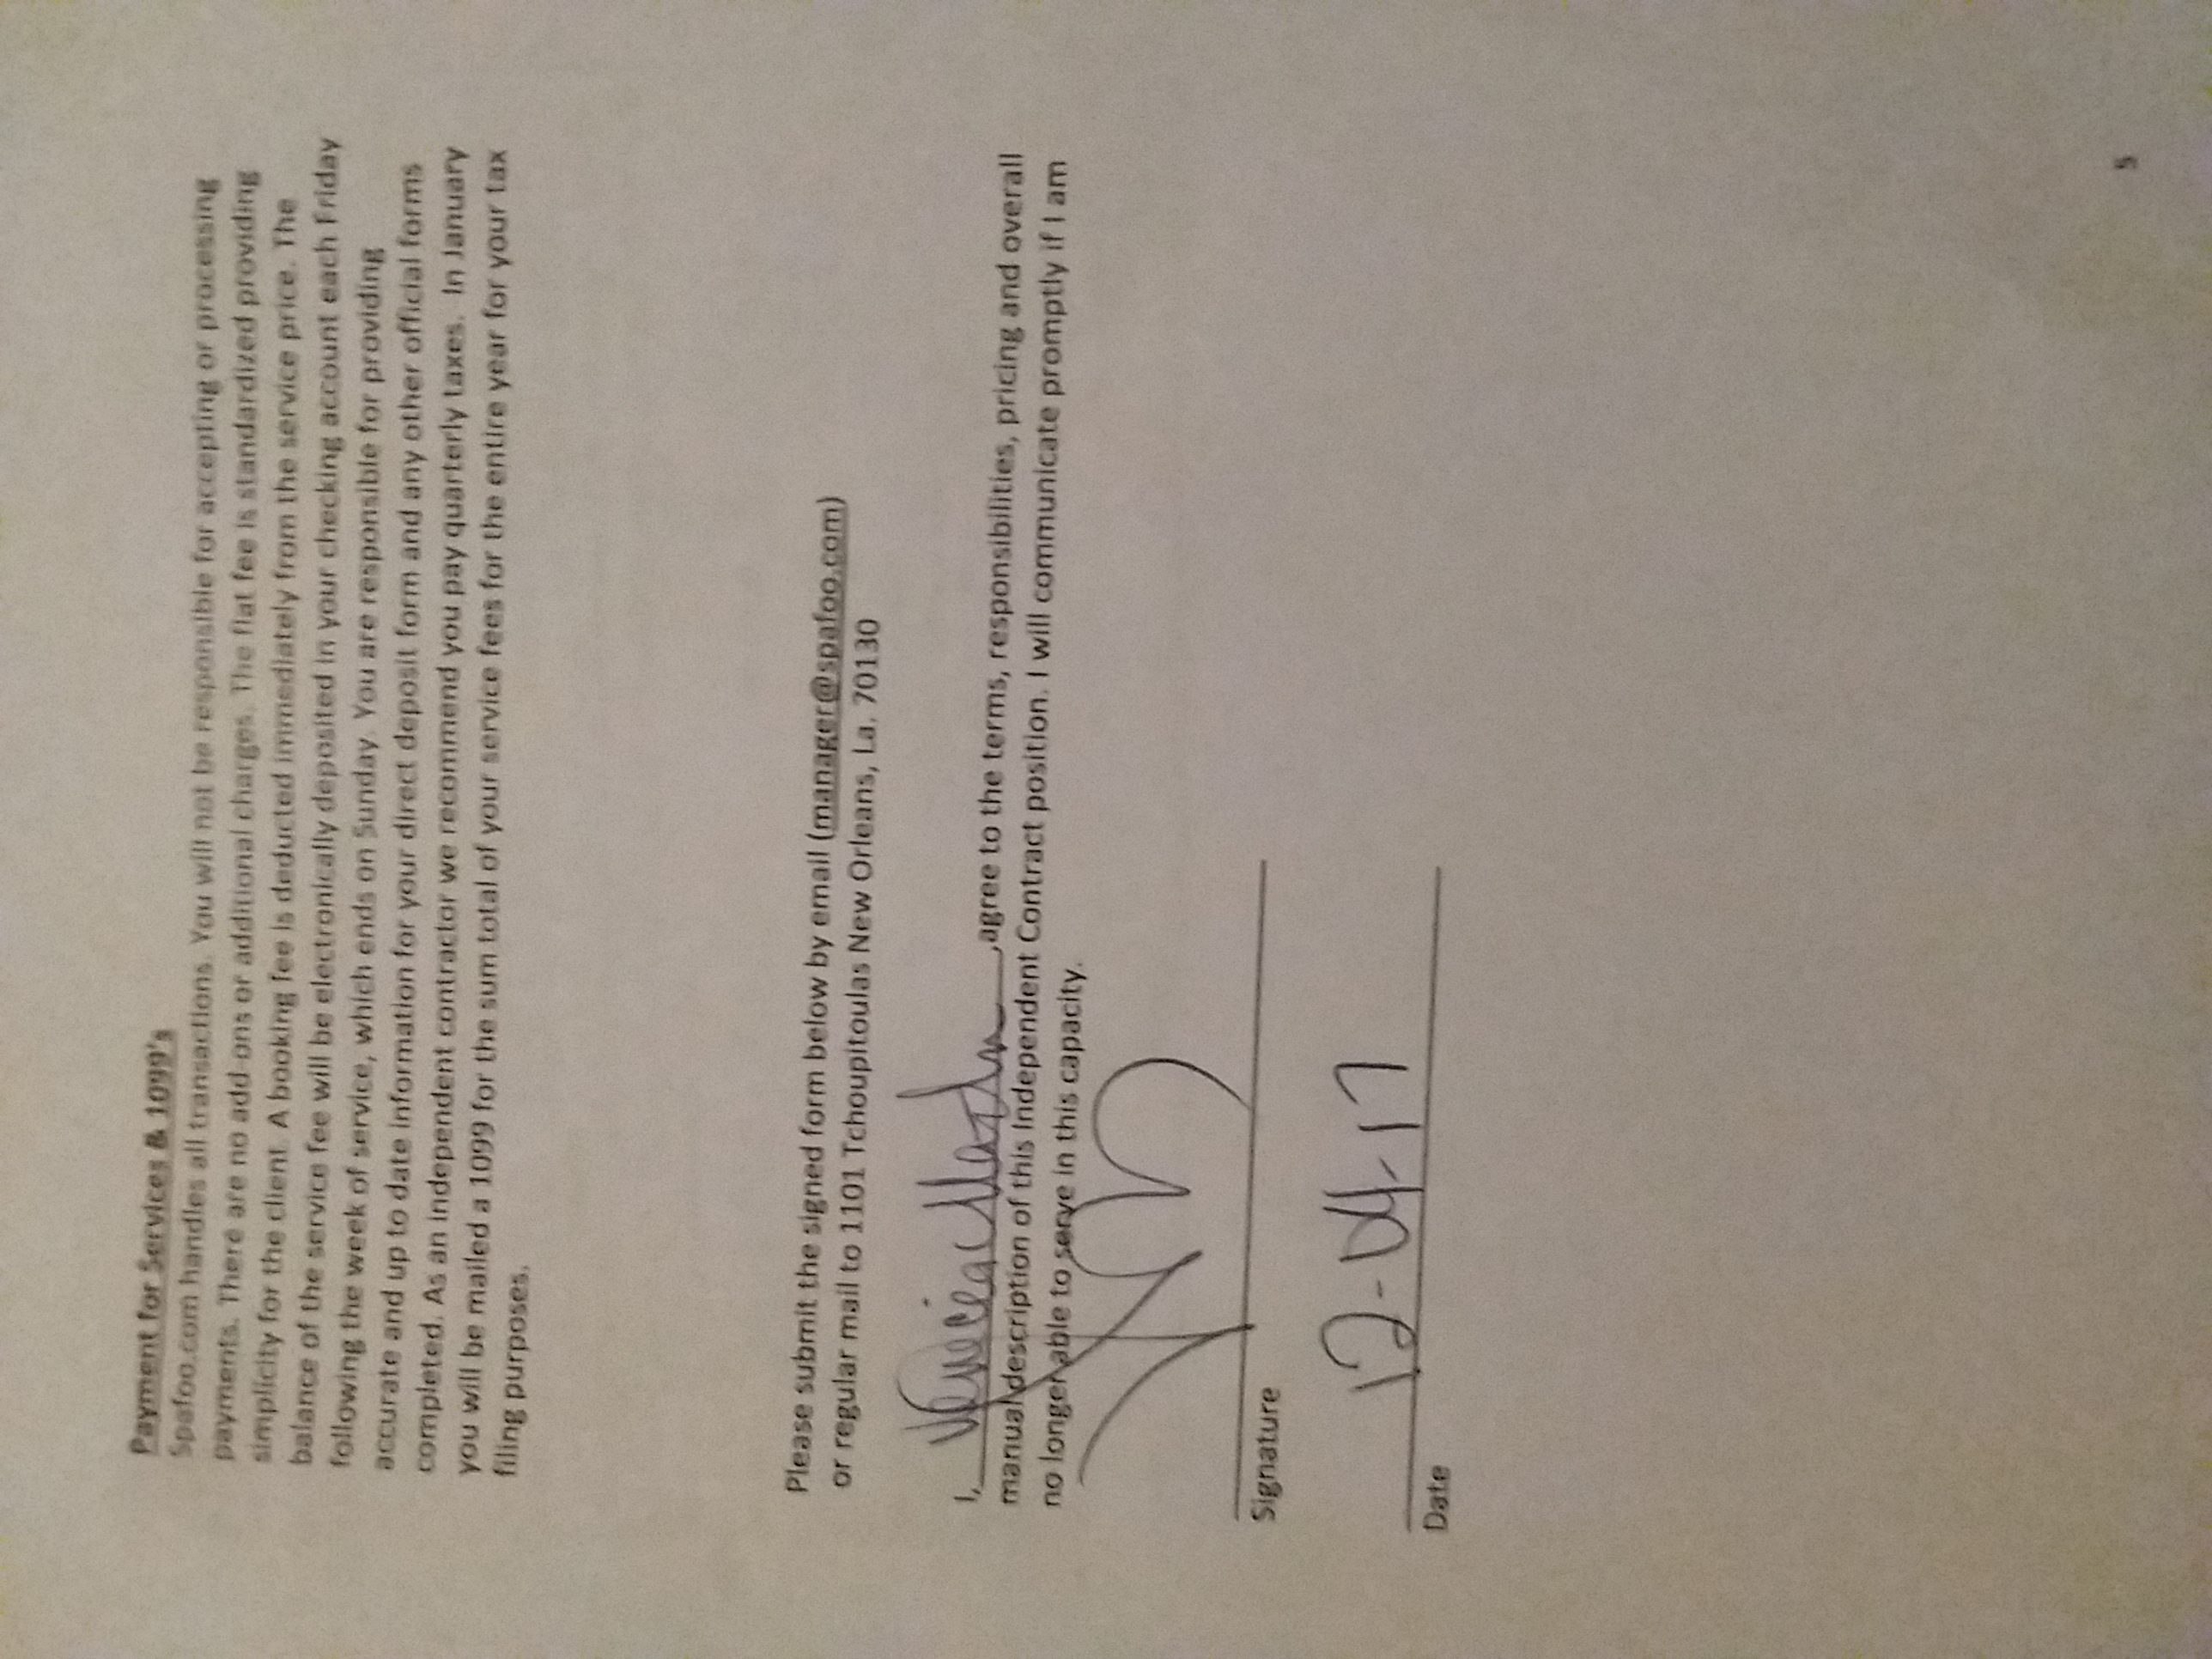 Payment for Services & 1099's
Spafoo.com handles all transactions. You will not be responsible for accepting or processing
payments. There are no add-ons or additional charges. The flat fee is standardized providing
simplicity for the client. A booking fee is deducted immediately from the service price. The
balance of the service fee will be electronically deposited in your checking account each Friday
following the week of service, which ends on Sunday. You are responsible for providing
accurate and up to date information for your direct deposit form and any other official forms
completed. As an independent contractor we recommend you pay quarterly taxes.  In January
you will be mailed a 1099 for the sum total of your service fees for the entire year for your tax
filing purposes.
Please submit the signed form below by email (manager@spafoo.com)
or regular mail to 1101 Tchoupitoulas New Orleans, La. 70130
I, Venecia Martin ,agree to the terms, responsibilities, pricing and overall
manual description of this Independent Contract position. I will communicate promptly if I am
no longer able to serve in this capacity.
Signature
12-04-17
Date
5